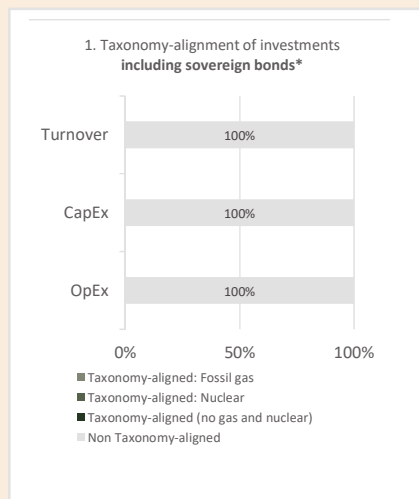 1. Taxonomy-alignment of investments
including sovereign bonds*
Turnover
100%
CapEx
100%
OpEx
100%
0%
50%
100%
Taxonomy-aligned: Fossil gas
Taxonomy-aligned: Nuclear
Taxonomy-aligned (no gas and nuclear)
Non Taxonomy-aligned